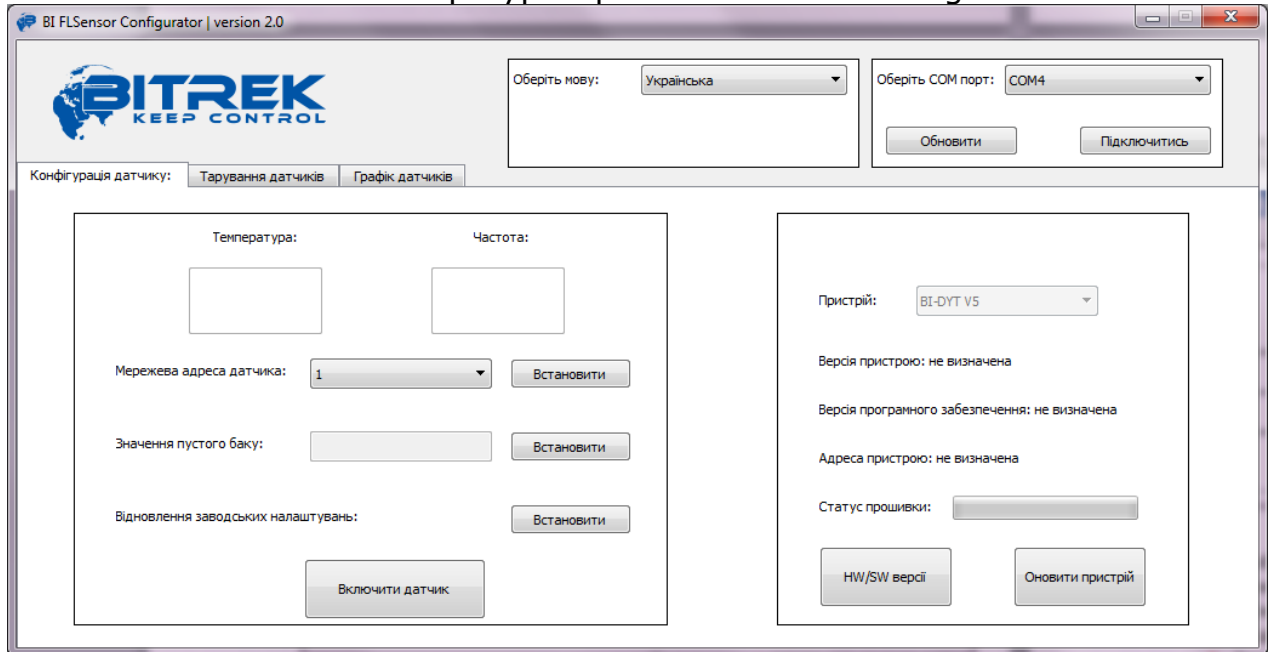 BI FLSensor Configurator | version 2.0
BITREK
KEEP CONTROL
Оберіть мову:
Українська
Оберіть COM порт:
COM4
Обновити
Підключитись
Конфігурація датчику:
Тарування датчиків
Графік датчиків
Температура:
Частота:
Мережева адреса датчика:
1
Встановити
Значення пустого баку:
Встановити
Відновлення заводських налаштувань:
Встановити
Включити датчик
Пристрій:
BI-DYT V5
Версія пристрою: не визначена
Версія програмного забезпечення: не визначена
Адреса пристрою: не визначена
Статус прошивки:
HW/SW версії
Оновити пристрій